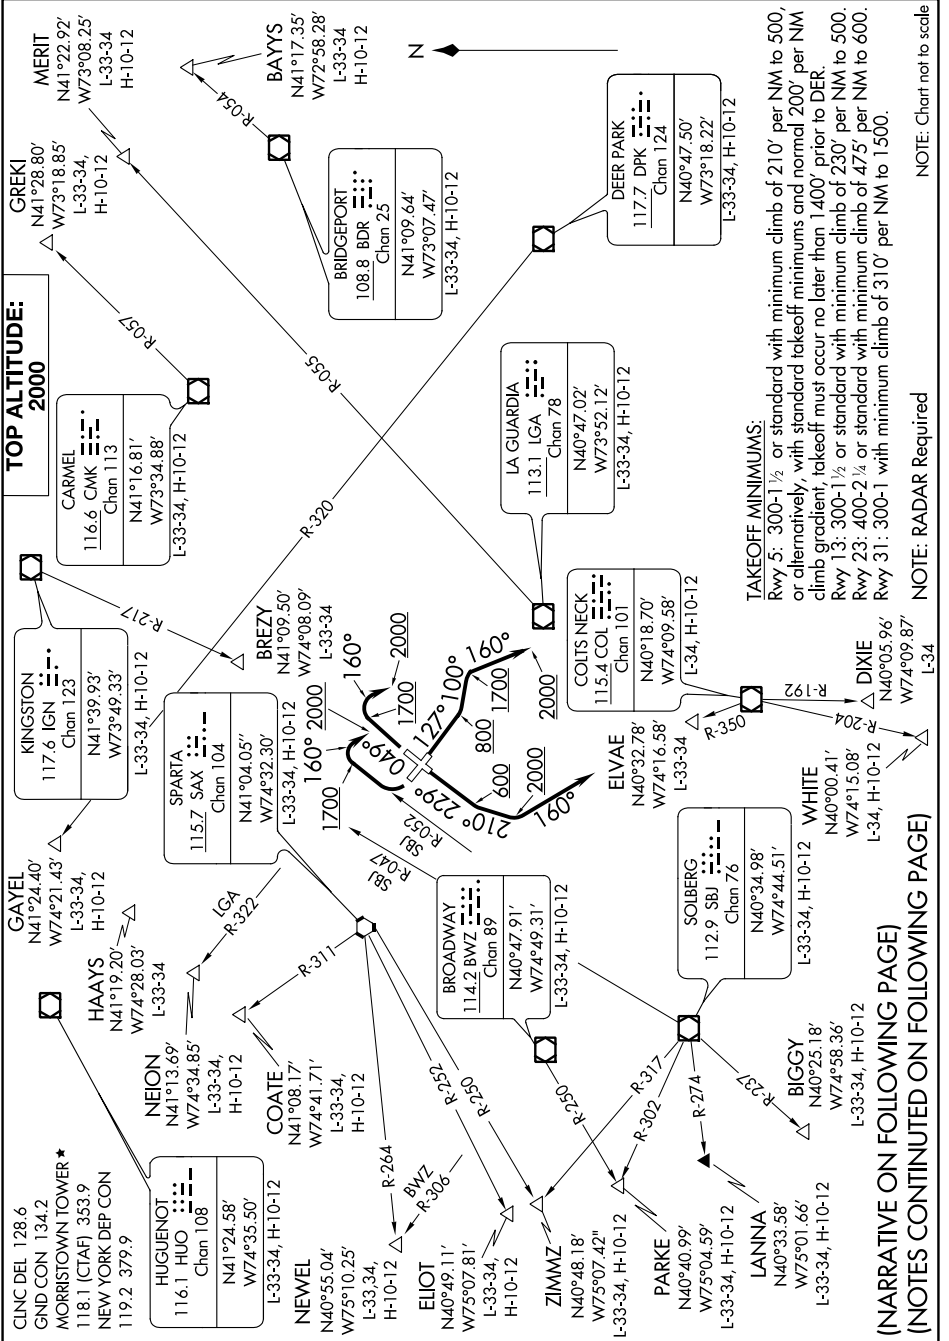 CLNC DEL 128.6
GND CON 134.2
MORRISTOWN TOWER★
118.1 (CTAF) 353.9
NEW YORK DEP CON
119.2 379.9
TOP ALTITUDE:
2000
HUGUENOT
116.1 HUO
Chan 108
N41°24.58'
W74°35.50'
L-33-34, H-10-12
GAYEL
N41°24.40'
W74°21.43'
L-33-34,
H-10-12
HAAYS
N41°19.20'
W74°28.03'
L-33-34
NEION
N41°13.69'
W74°34.85'
L-33-34,
H-10-12
LGA
R-322
COATE
N41°08.17'
W74°41.71'
L-33-34,
H-10-12
R-311
KINGSTON
117.6 IGN
Chan 123
N41°39.93'
W73°49.33'
L-33-34, H-10-12
R-217
BREZY
N41°09.50'
W74°08.09'
L-33-34
CARMEL
116.6 CMK
Chan 113
N41°16.81'
W73°34.88'
L-33-34, H-10-12
R-057
GREKI
N41°28.80'
W73°18.85'
L-33-34,
H-10-12
MERIT
N41°22.92'
W73°08.25'
L-33-34
H-10-12
R-055
BAYYS
N41°17.35'
W72°58.28'
L-33-34
H-10-12
R-054
N
BRIDGEPORT
108.8 BDR
Chan 25
N41°09.64'
W73°07.47'
L-33-34, H-10-12
R-320
DEER PARK
117.7 DPK
Chan 124
N40°47.50'
W73°18.22'
L-33-34, H-10-12
SPARTA
115.7 SAX
Chan 104
N41°04.05"
W74°32.30'
L-33-34, H-10-12
LA GUARDIA
113.1 LGA
Chan 78
N40°47.02'
W73°52.12'
L-33-34, H-10-12
R-264
R-252
R-250
BWZ
R-306
NEWEL
N40°55.04'
W75°10.25'
L-33,34,
H-10-12
ELIOT
N40°49.11'
W75°07.81'
L-33-34,
H-10-12
ZIMMZ
N40°48.18'
W75°07.42"
L-33-34, H-10-12
PARKE
N40°40.99'
W75°04.59'
L-33-34, H-10-12
LANNA
N40°33.58'
W75°01.66'
L-33-34, H-10-12
BIGGY
N40°25.18'
W74°58.36'
L-33-34, H-10-12
BROADWAY
114.2 BWZ
Chan 89
N40°47.91'
W74°49.31'
L-33-34, H-10-12
R-250
R-317
R-302
R-274
R-237
SBJ
R-047
SBJ
R-052
SOLBERG
112.9 SBJ
Chan 76
N40°34.98'
W74°44.51'
L-33-34, H-10-12
1700
160°
2000
049°
160°
2000
1700
127°
100°
160°
800
1700
2000
229°
600
210°
2000
160°
COLTS NECK
115.4 COL
Chan 101
N40°18.70'
W74°09.58'
L-34, H-10-12
ELVAE
N40°32.78'
W74°16.58'
L-33-34
R-350
R-192
R-204
WHITE
N40°00.41'
W74°15.08'
L-34, H-10-12
DIXIE
N40°05.96'
W74°09.87'
L-34
TAKEOFF MINIMUMS:
Rwy 5: 300-1 ½ or standard with minimum climb of 210' per NM to 500,
or alternatively, with standard takeoff minimums and normal 200' per NM
climb gradient, takeoff must occur no later than 1400' prior to DER.
Rwy 13: 300-1 ½ or standard with minimum climb of 230' per NM to 500.
Rwy 23: 400-2 ¼ or standard with minimum climb of 475' per NM to 600.
Rwy 31: 300-1 with minimum climb of 310' per NM to 1500.
NOTE: RADAR Required
NOTE: Chart not to scale
(NARRATIVE ON FOLLOWING PAGE)
(NOTES CONTINUTED ON FOLLOWING PAGE)